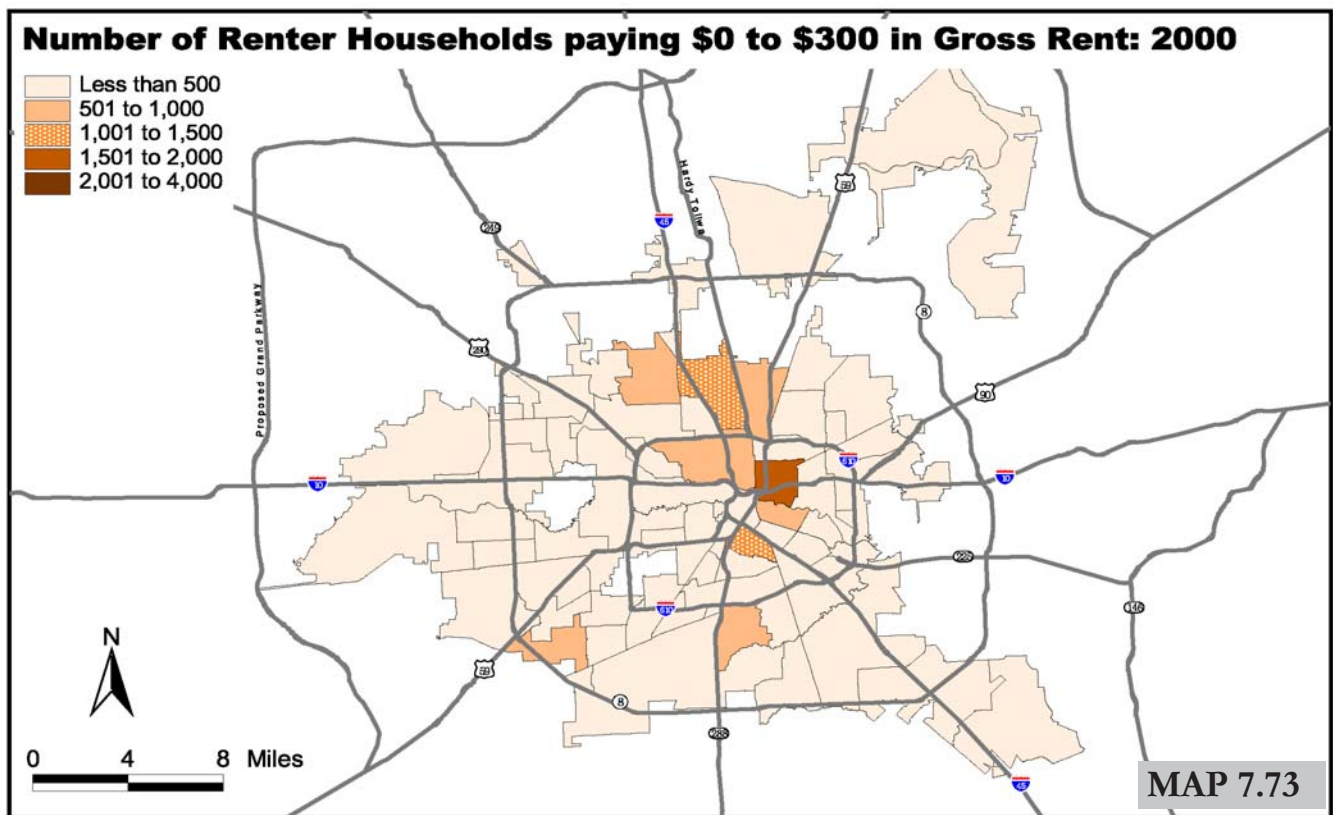 Number of Renter Households paying $0 to $300 in Gross Rent: 2000
Less than 500
501 to 1,000
1,001 to 1,500
1,501 to 2,000
2,001 to 4,000
Hardy Tollwa
59
45
249
Proposed Grand Parkway
8
290
90
610
10
10
225
610
146
59
8
288
45
N
0 4 8 Miles
MAP 7.73